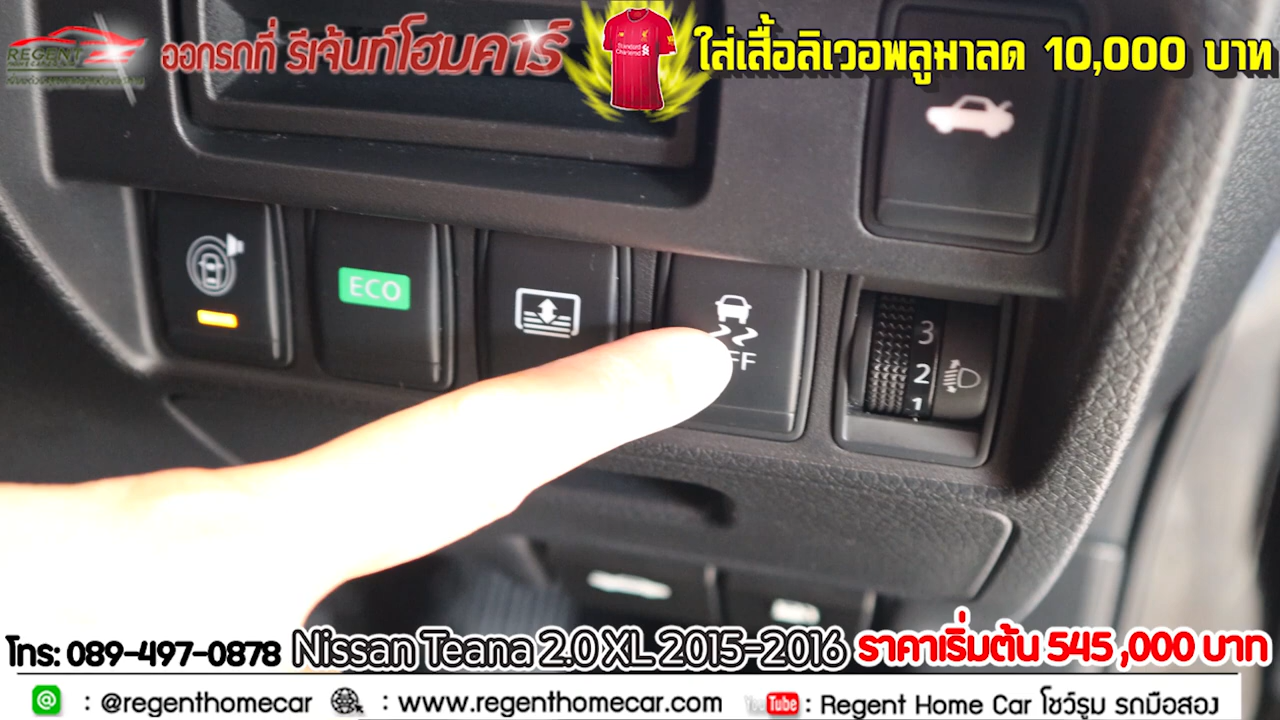 REGENT
ออกรถที่ รีเจ้นท์โฮมคาร์
Standard Chartered
ใส่เสื้อลิเวอพลูมาลด 10,000 บาท
ECO
FF
3
2
1
โทร: 089-497-0878 Nissan Teana 2.0 XL 2015-2016 ราคาเริ่มต้น 545,000 บาท
: @regenthomecar : www.regenthomecar.com YouTube : Regent Home Car โชว์รูม รถมือสอง